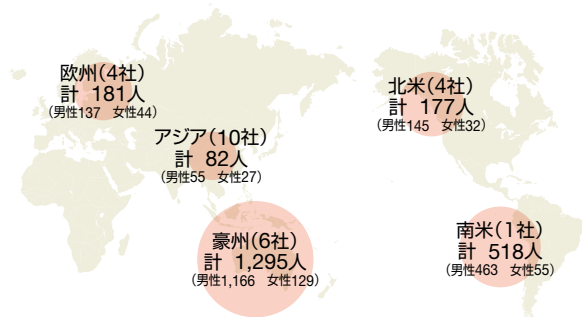 欧州(4社)
計 181人
(男性137 女性44)
北米(4社)
計 177人
(男性145 女性32)
アジア(10社)
計 82人
(男性55 女性27)
豪州(6社)
計 1,295人
(男性1,166 女性129)
南米(1社)
計 518人
(男性463 女性55)